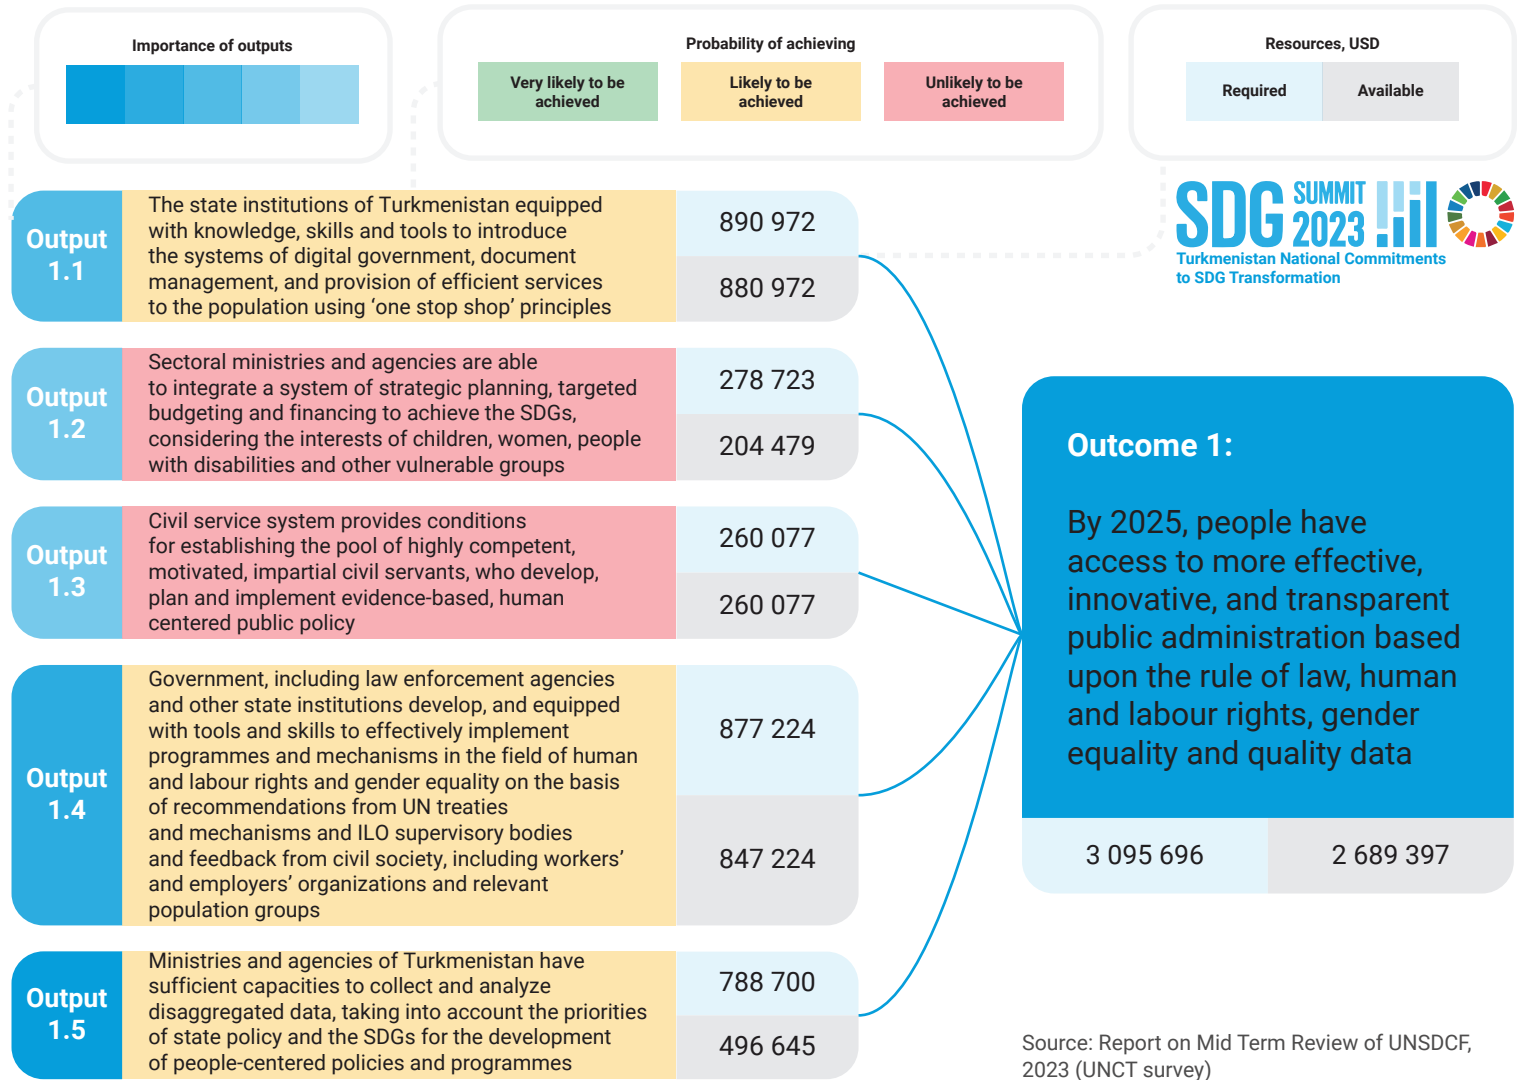 Importance of outputs
Probability of achieving
Very likely to be
achieved
Likely to be
achieved
Unlikely to be
achieved
Resources, USD
Required
Available
SDG SUMMIT
2023
Turkmenistan National Commitments
to SDG Transformation
Output
1.1
The state institutions of Turkmenistan equipped
with knowledge, skills and tools to introduce
the systems of digital government, document
management, and provision of efficient services
to the population using ‘one stop shop’ principles
890 972
880 972
Output
1.2
Sectoral ministries and agencies are able
to integrate a system of strategic planning, targeted
budgeting and financing to achieve the SDGs,
considering the interests of children, women, people
with disabilities and other vulnerable groups
278 723
204 479
Output
1.3
Civil service system provides conditions
for establishing the pool of highly competent,
motivated, impartial civil servants, who develop,
plan and implement evidence-based, human
centered public policy
260 077
260 077
Output
1.4
Government, including law enforcement agencies
and other state institutions develop, and equipped
with tools and skills to effectively implement
programmes and mechanisms in the field of human
and labour rights and gender equality on the basis
of recommendations from UN treaties
and mechanisms and ILO supervisory bodies
and feedback from civil society, including workers’
and employers’ organizations and relevant
population groups
877 224
847 224
Output
1.5
Ministries and agencies of Turkmenistan have
sufficient capacities to collect and analyze
disaggregated data, taking into account the priorities
of state policy and the SDGs for the development
of people-centered policies and programmes
788 700
496 645
Outcome 1:
By 2025, people have
access to more effective,
innovative, and transparent
public administration based
upon the rule of law, human
and labour rights, gender
equality and quality data
3 095 696
2 689 397
Source: Report on Mid Term Review of UNSDCF,
2023 (UNCT survey)